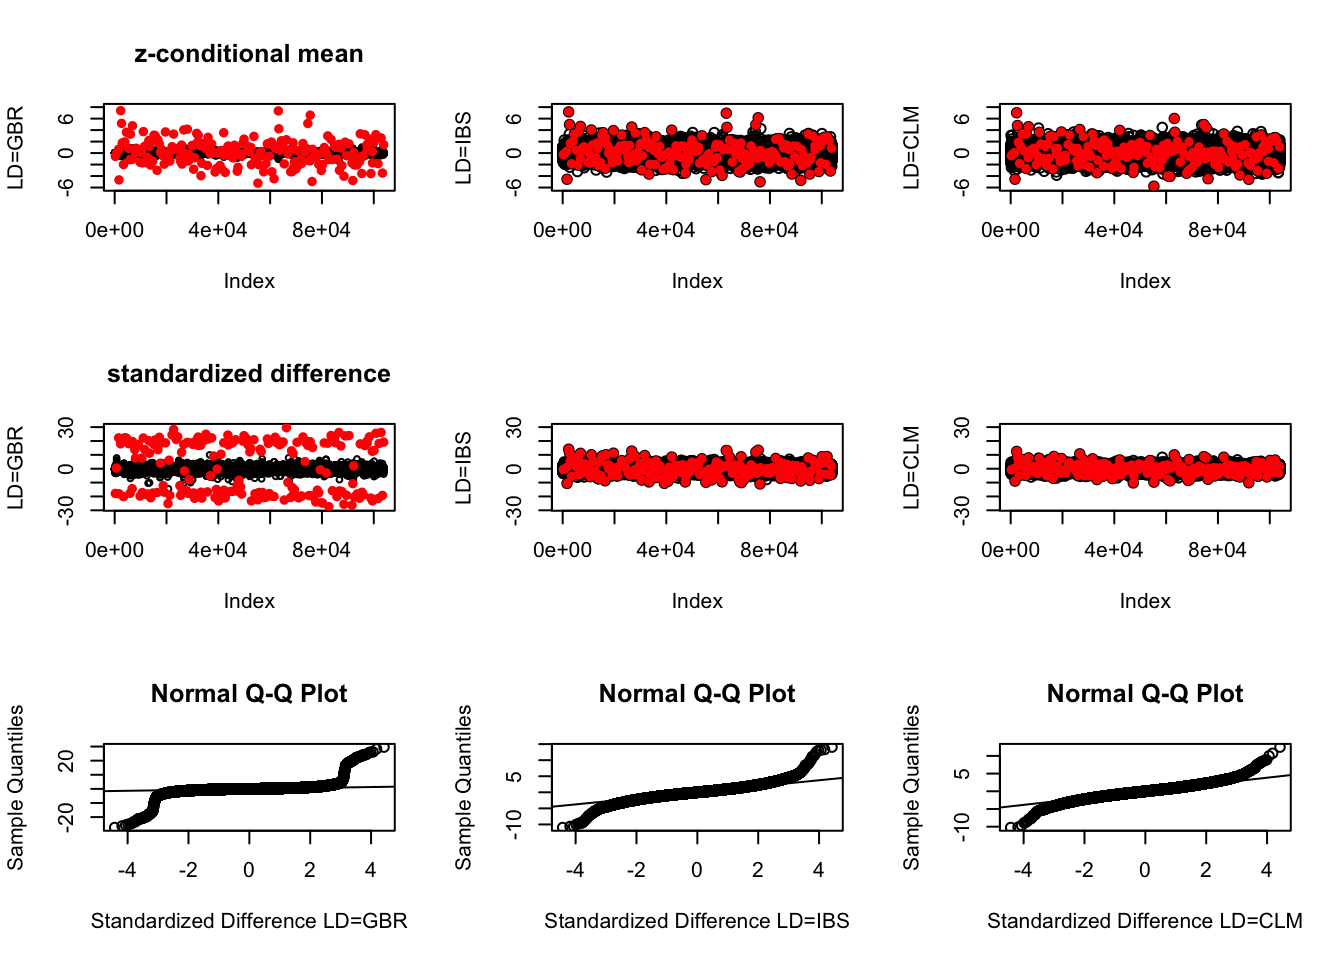 z-conditional mean
LD=GBR
6
0
-6
0e+00 4e+04 8e+04
Index
LD=IBS
6
0
-6
0e+00 4e+04 8e+04
Index
LD=CLM
6
0
-6
0e+00 4e+04 8e+04
Index
standardized difference
LD=GBR
30
0
-30
0e+00 4e+04 8e+04
Index
LD=IBS
30
0
-30
0e+00 4e+04 8e+04
Index
LD=CLM
30
0
-30
0e+00 4e+04 8e+04
Index
Normal Q-Q Plot
Sample Quantiles
20
-20
-4 -2 0 2 4
Standardized Difference LD=GBR
Normal Q-Q Plot
Sample Quantiles
5
-10
-4 -2 0 2 4
Standardized Difference LD=IBS
Normal Q-Q Plot
Sample Quantiles
5
-10
-4 -2 0 2 4
Standardized Difference LD=CLM